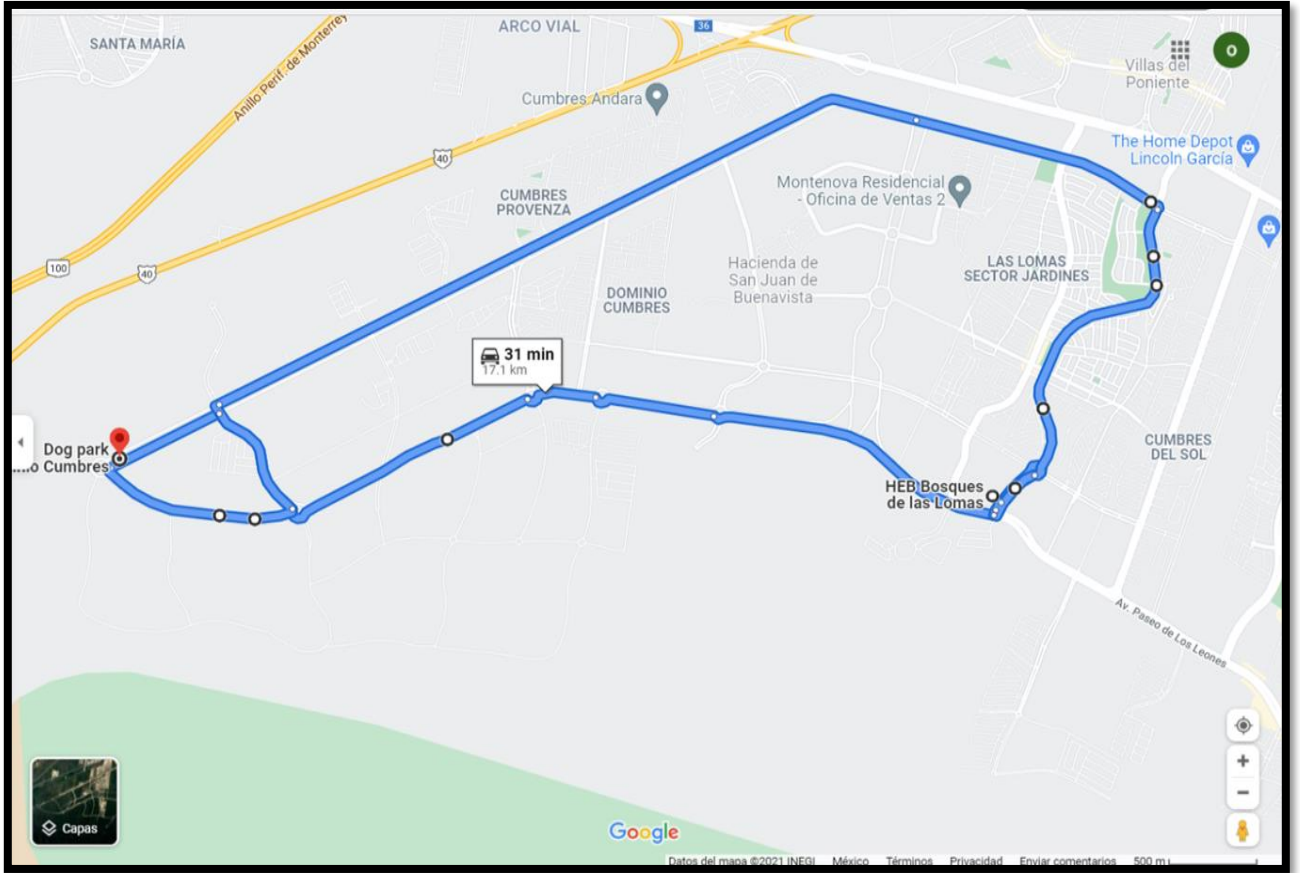 ARCO VIAL
36
SANTA MARÍA
O
Villas del
Poniente
Anillo Perif. de Monterrey
Cumbres Andara
The Home Depot
Lincoln García
40
Montenova Residencial
- Oficina de Ventas 2
CUMBRES
PROVENZA
100
40
Hacienda de
San Juan de
Buenavista
LAS LOMAS
SECTOR JARDINES
DOMINIO
CUMBRES
31 min
17.1 km
Dog park
Cumbres
CUMBRES
DEL SOL
HEB Bosques
de las Lomas
Av. Paseo de Los Leones
Capas
Google
Datos del mapa ©2021 INEGI México Términos Privacidad Enviar comentarios 500 m